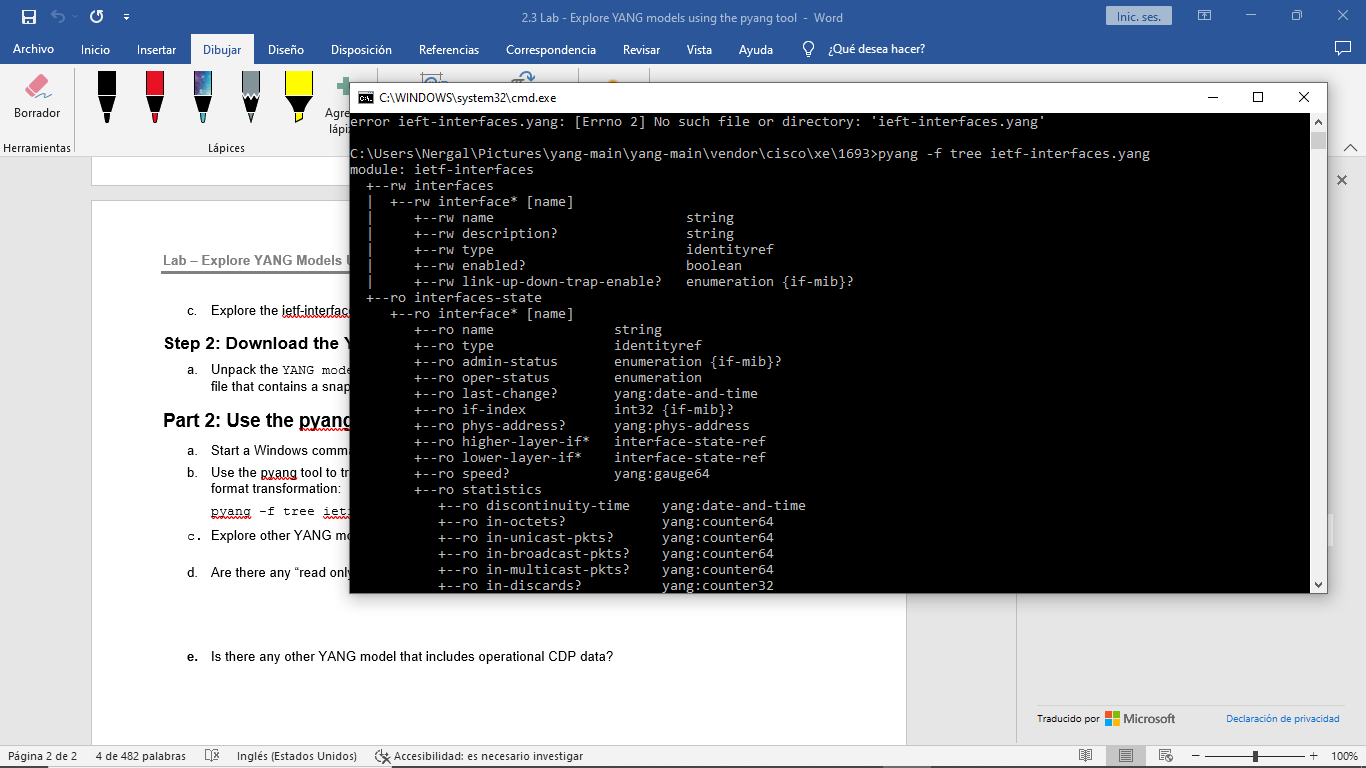 2.3 Lab - Explore YANG models using the pyang tool - Word
Inic. ses.
Archivo
Inicio
Insertar
Dibujar
Diseño
Disposición
Referencias
Correspondencia
Revisar
Vista
Ayuda
¿Qué desea hacer?
Borrador
Herramientas
Agre
lápi
Lápices
C:\WINDOWS\system32\cmd.exe
error ieft-interfaces.yang: [Errno 2] No such file or directory: 'ieft-interfaces.yang'
C:\Users\Nergal\Pictures\yang-main\yang-main\vendor\cisco\xe\1693>pyang -f tree ietf-interfaces.yang
module: ietf-interfaces
+--rw interfaces
| +--rw interface* [name]
| +--rw name string
| +--rw description? string
| +--rw type identityref
| +--rw enabled? boolean
| +--rw link-up-down-trap-enable? enumeration {if-mib}?
+--ro interfaces-state
+--ro interface* [name]
+--ro name string
+--ro type identityref
+--ro admin-status enumeration {if-mib}?
+--ro oper-status enumeration
+--ro last-change? yang:date-and-time
+--ro if-index int32 {if-mib}?
+--ro phys-address? yang:phys-address
+--ro higher-layer-if* interface-state-ref
+--ro lower-layer-if* interface-state-ref
+--ro speed? yang:gauge64
+--ro statistics
+--ro discontinuity-time yang:date-and-time
+--ro in-octets? yang:counter64
+--ro in-unicast-pkts? yang:counter64
+--ro in-broadcast-pkts? yang:counter64
+--ro in-multicast-pkts? yang:counter64
+--ro in-discards? yang:counter32
Lab – Explore YANG Models
c. Explore the ietf-interfac
Step 2: Download the Y
a. Unpack the YANG mode
file that contains a snap
Part 2: Use the pyang
a. Start a Windows comma
b. Use the pyang tool to tr
format transformation:
pyang -f tree iet
c. Explore other YANG mo
d. Are there any “read only
e. Is there any other YANG model that includes operational CDP data?
Traducido por Microsoft
Declaración de privacidad
Página 2 de 2
4 de 482 palabras
Inglés (Estados Unidos)
Accesibilidad: es necesario investigar
100%